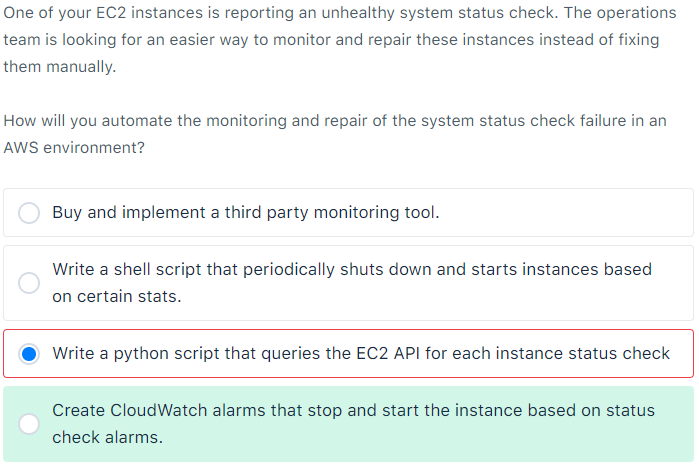 One of your EC2 instances is reporting an unhealthy system status check. The operations
team is looking for an easier way to monitor and repair these instances instead of fixing
them manually.
How will you automate the monitoring and repair of the system status check failure in an
AWS environment?
Buy and implement a third party monitoring tool.
Write a shell script that periodically shuts down and starts instances based
on certain stats.
Write a python script that queries the EC2 API for each instance status check
Create CloudWatch alarms that stop and start the instance based on status
check alarms.